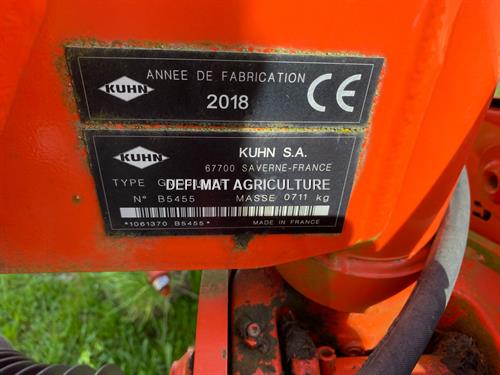 KUHN
ANNEE DE FABRICATION
2018
CE
KUHN
KUHN S.A.
67700 SAVERNE-FRANCE
TYPE
DEFI-MAT AGRICULTURE
N° B5455 MASSE 0711 kg
*1061370 B5455*
MADE IN FRANCE